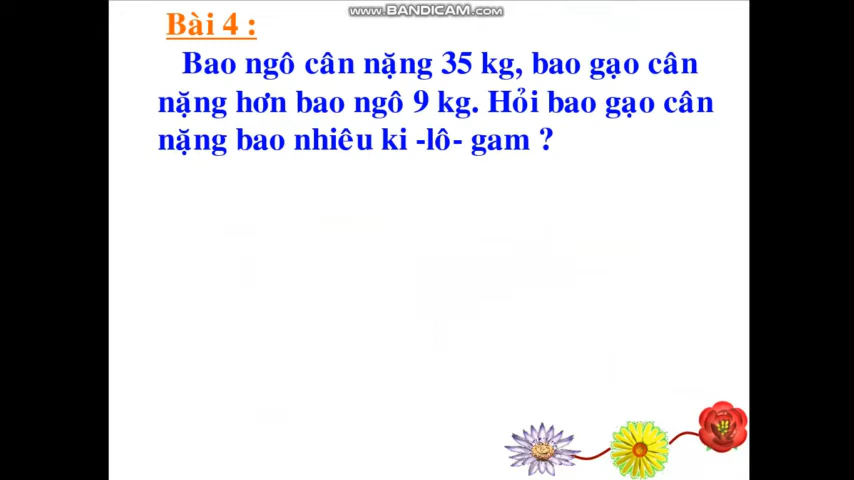 www.BANDICAM.com
Bài 4 :
Bao ngô cân nặng 35 kg, bao gạo cân
nặng hơn bao ngô 9 kg. Hỏi bao gạo cân
nặng bao nhiêu ki -lô- gam ?